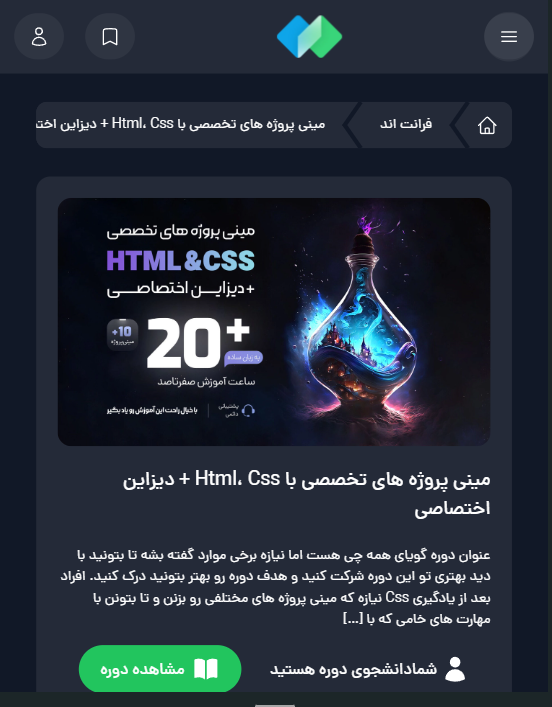 فرانت اند
مینی پروژه های تخصصی با Html، Css + دیزاین اخت
مینی پروژه های تخصصی
HTML&CSS
+دیزایـن اختصاصـی
20+
10+
مینی‌پروژه
به زبان ساده
ساعت آموزش صفرتاصد
پشتیبانی
دائمی
با خیال راحت این آموزش رو یاد بگیر
مینی پروژه های تخصصی با Html، Css + دیزاین
اختصاصی
عنوان دوره گویای همه چی هست اما نیازه برخی موارد گفته بشه تا بتونید با
دید بهتری تو این دوره شرکت کنید و هدف دوره رو بهتر بتونید درک کنید. افراد
بعد از یادگیری Css نیازه که مینی پروژه های مختلفی رو بزنن و تا بتونن با
مهارت های خامی که با [...]
شمادانشجوی دوره هستید
مشاهده دوره